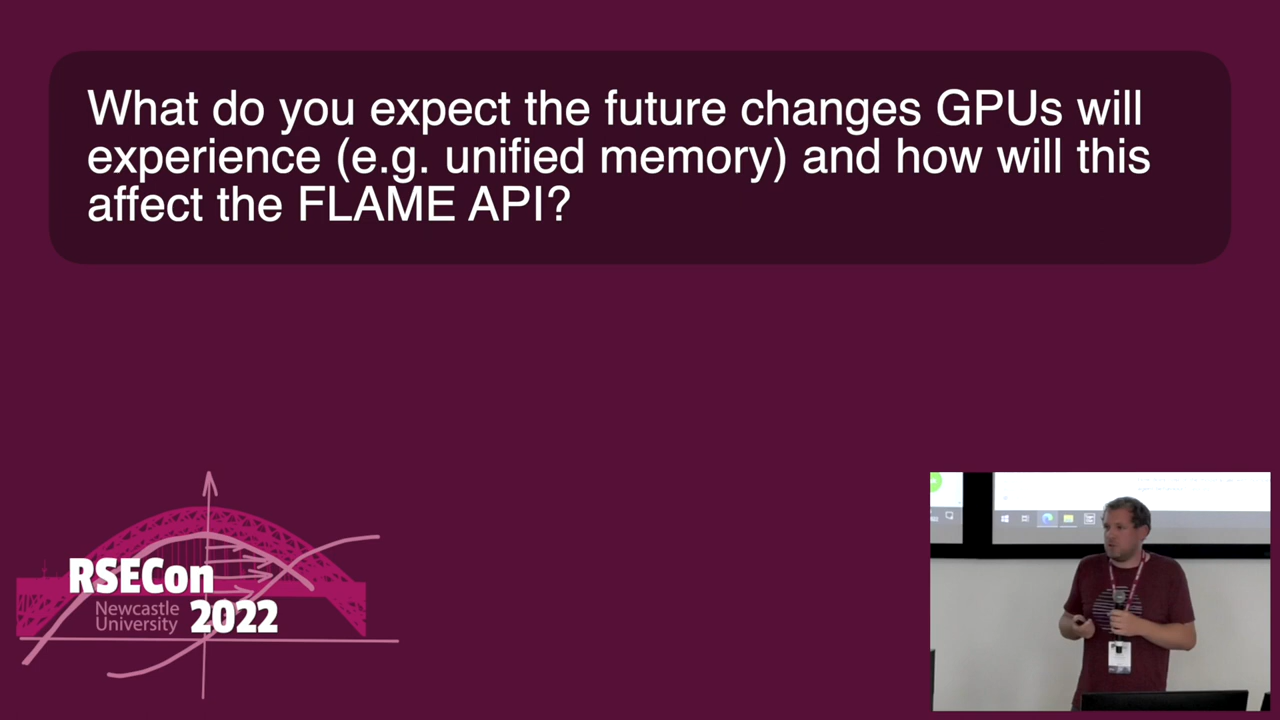 What do you expect the future changes GPUs will
experience (e.g. unified memory) and how will this
affect the FLAME API?
RSECon
Newcastle
University
2022